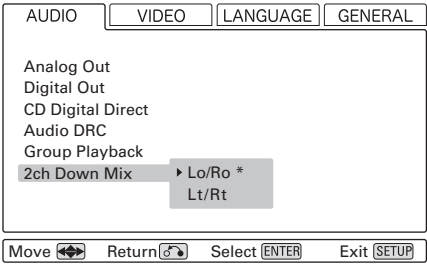 AUDIO VIDEO LANGUAGE GENERAL
Analog Out
Digital Out
CD Digital Direct
Audio DRC
Group Playback
2ch Down Mix Lo/Ro *
Lt/Rt
Move Return Select ENTER Exit SETUP